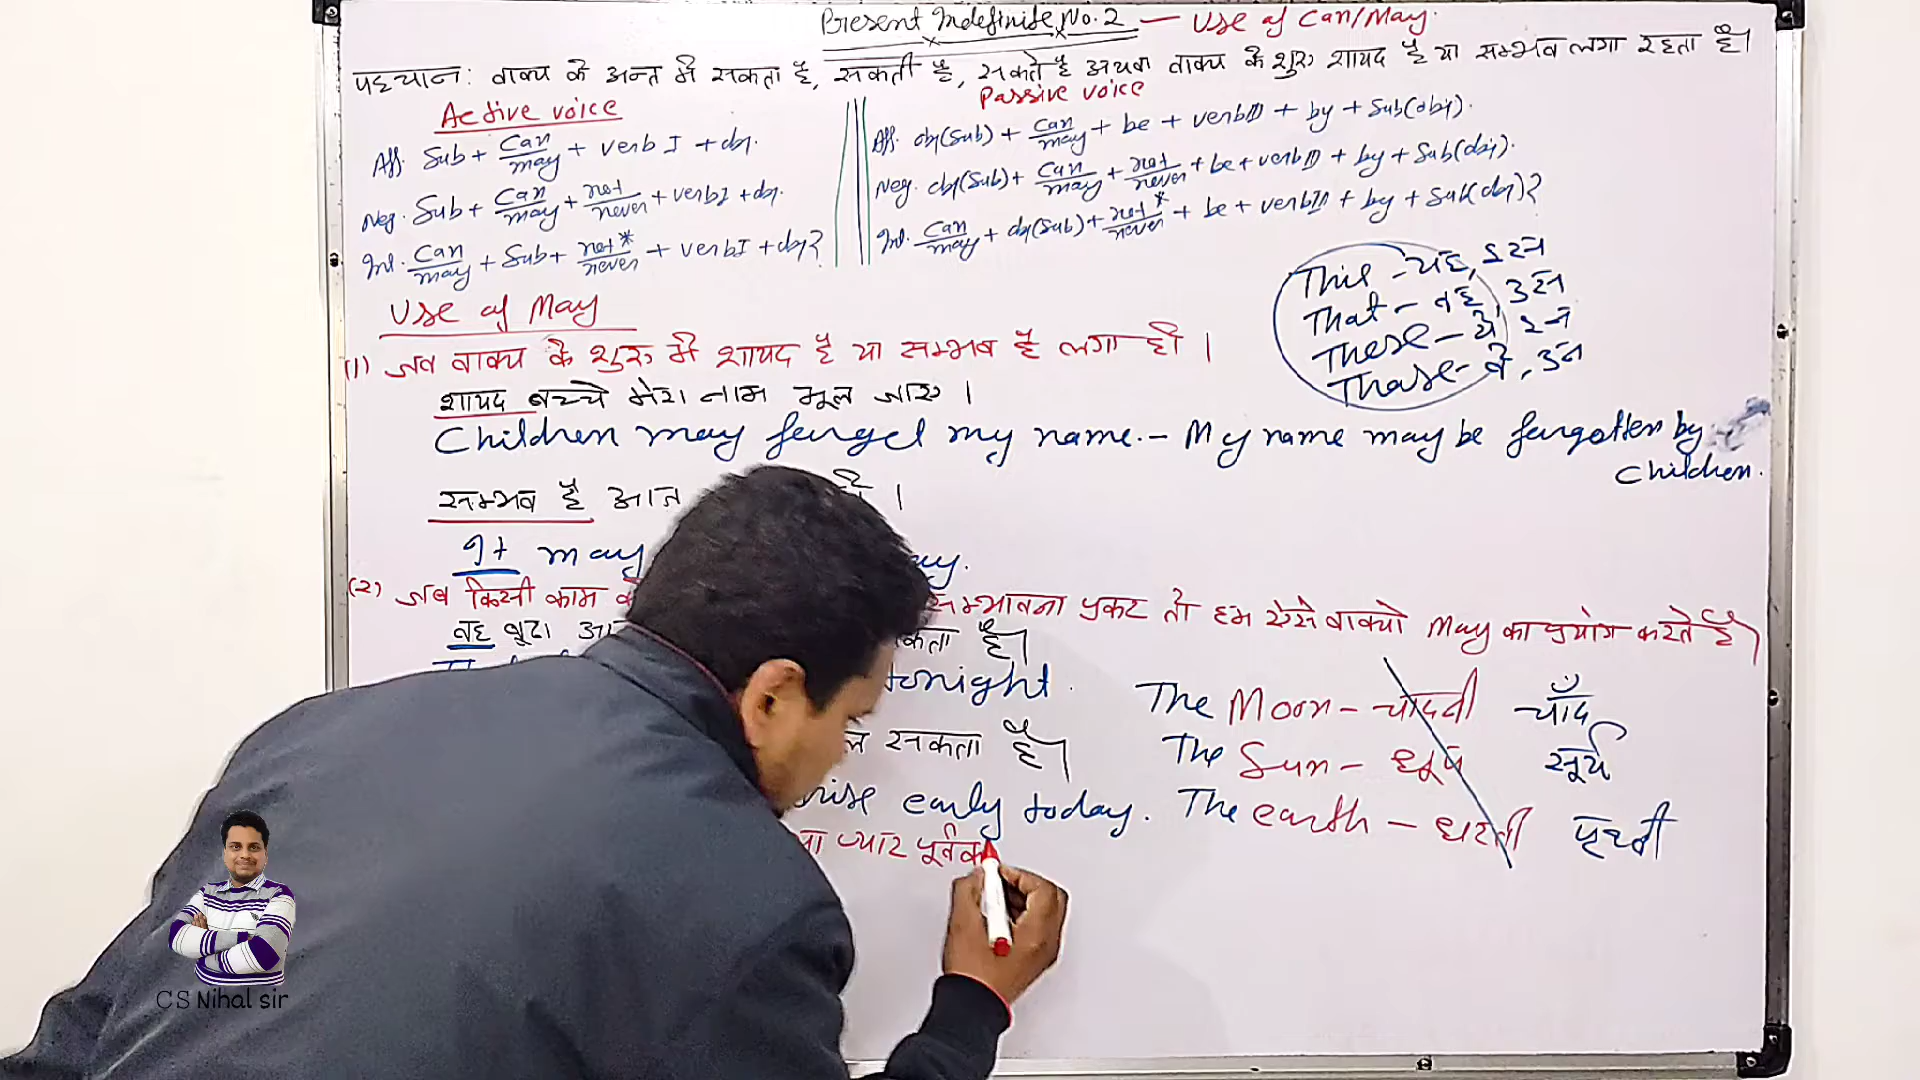 Present Indefinite No. 2 — Use of Can/May.
पहचान: वाक्य के अन्त में सकता है, सकती है, सकते है अथवा वाक्य के शुरु शायद है या सम्भव लगा रहता है।
Active voice
Aff. Sub + Can/may + verb I + obj.
Neg. Sub + Can/may + not/never + verb I + obj.
Int. Can/may + Sub + not*/never + verb I + obj?
Passive voice
Aff. obj(Sub) + Can/may + be + verb III + by + Sub(obj).
Neg. obj(Sub) + Can/may + not/never + be + verb III + by + Sub(obj).
Int. Can/may + obj(Sub) + not*/never + be + verb III + by + Sub(obj)?
This - यह, इस
That - वह, उस
These - ये, इन
Those - वे, उन
Use of May
(1) जब वाक्य के शुरु में शायद है या सम्भव है लगा हो।
शायद बच्चे मेरा नाम भूल जाए।
Children may forget my name. - My name may be forgotten by
children.
सम्भव है आज
It may
(2) जब किसी काम सम्भावना प्रकट तो हम ऐसे वाक्यो May का प्रयोग करते है।
वह बूढा सकता है।
tonight.
सकता है।
rise early today.
या प्यार पूर्वक
The Moon - चाँदनी चाँद
The Sun - धूप सूर्य
The earth - धरती पृथ्वी
CS Nihal sir